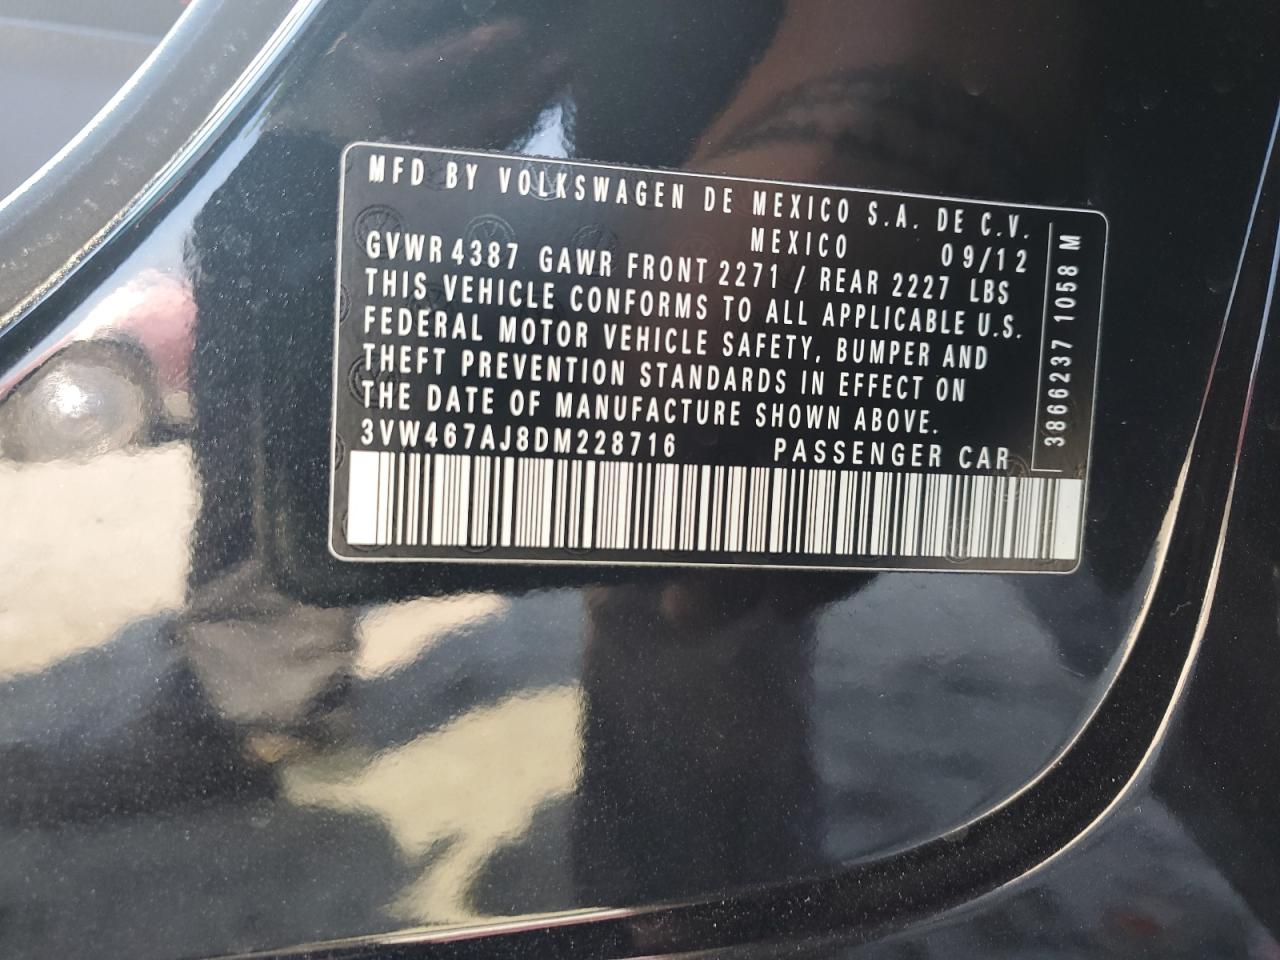 MFD BY VOLKSWAGEN DE MEXICO S.A. DE C.V.
MEXICO 09/12
GVWR 4387 GAWR FRONT 2271 / REAR 2227 LBS
THIS VEHICLE CONFORMS TO ALL APPLICABLE U.S.
FEDERAL MOTOR VEHICLE SAFETY, BUMPER AND
THEFT PREVENTION STANDARDS IN EFFECT ON
THE DATE OF MANUFACTURE SHOWN ABOVE.
3VW467AJ8DM228716 PASSENGER CAR
3866237 1058 M